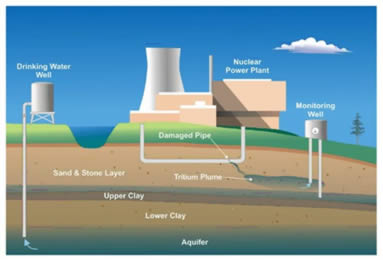 Drinking Water
Well
Nuclear
Power Plant
Monitoring
Well
Damaged Pipe
Sand & Stone Layer
Tritium Plume
Upper Clay
Lower Clay
Aquifer